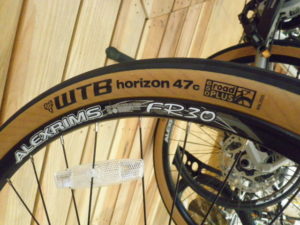 WTB horizon 47c road PLUS
ALEXRIMS FR30